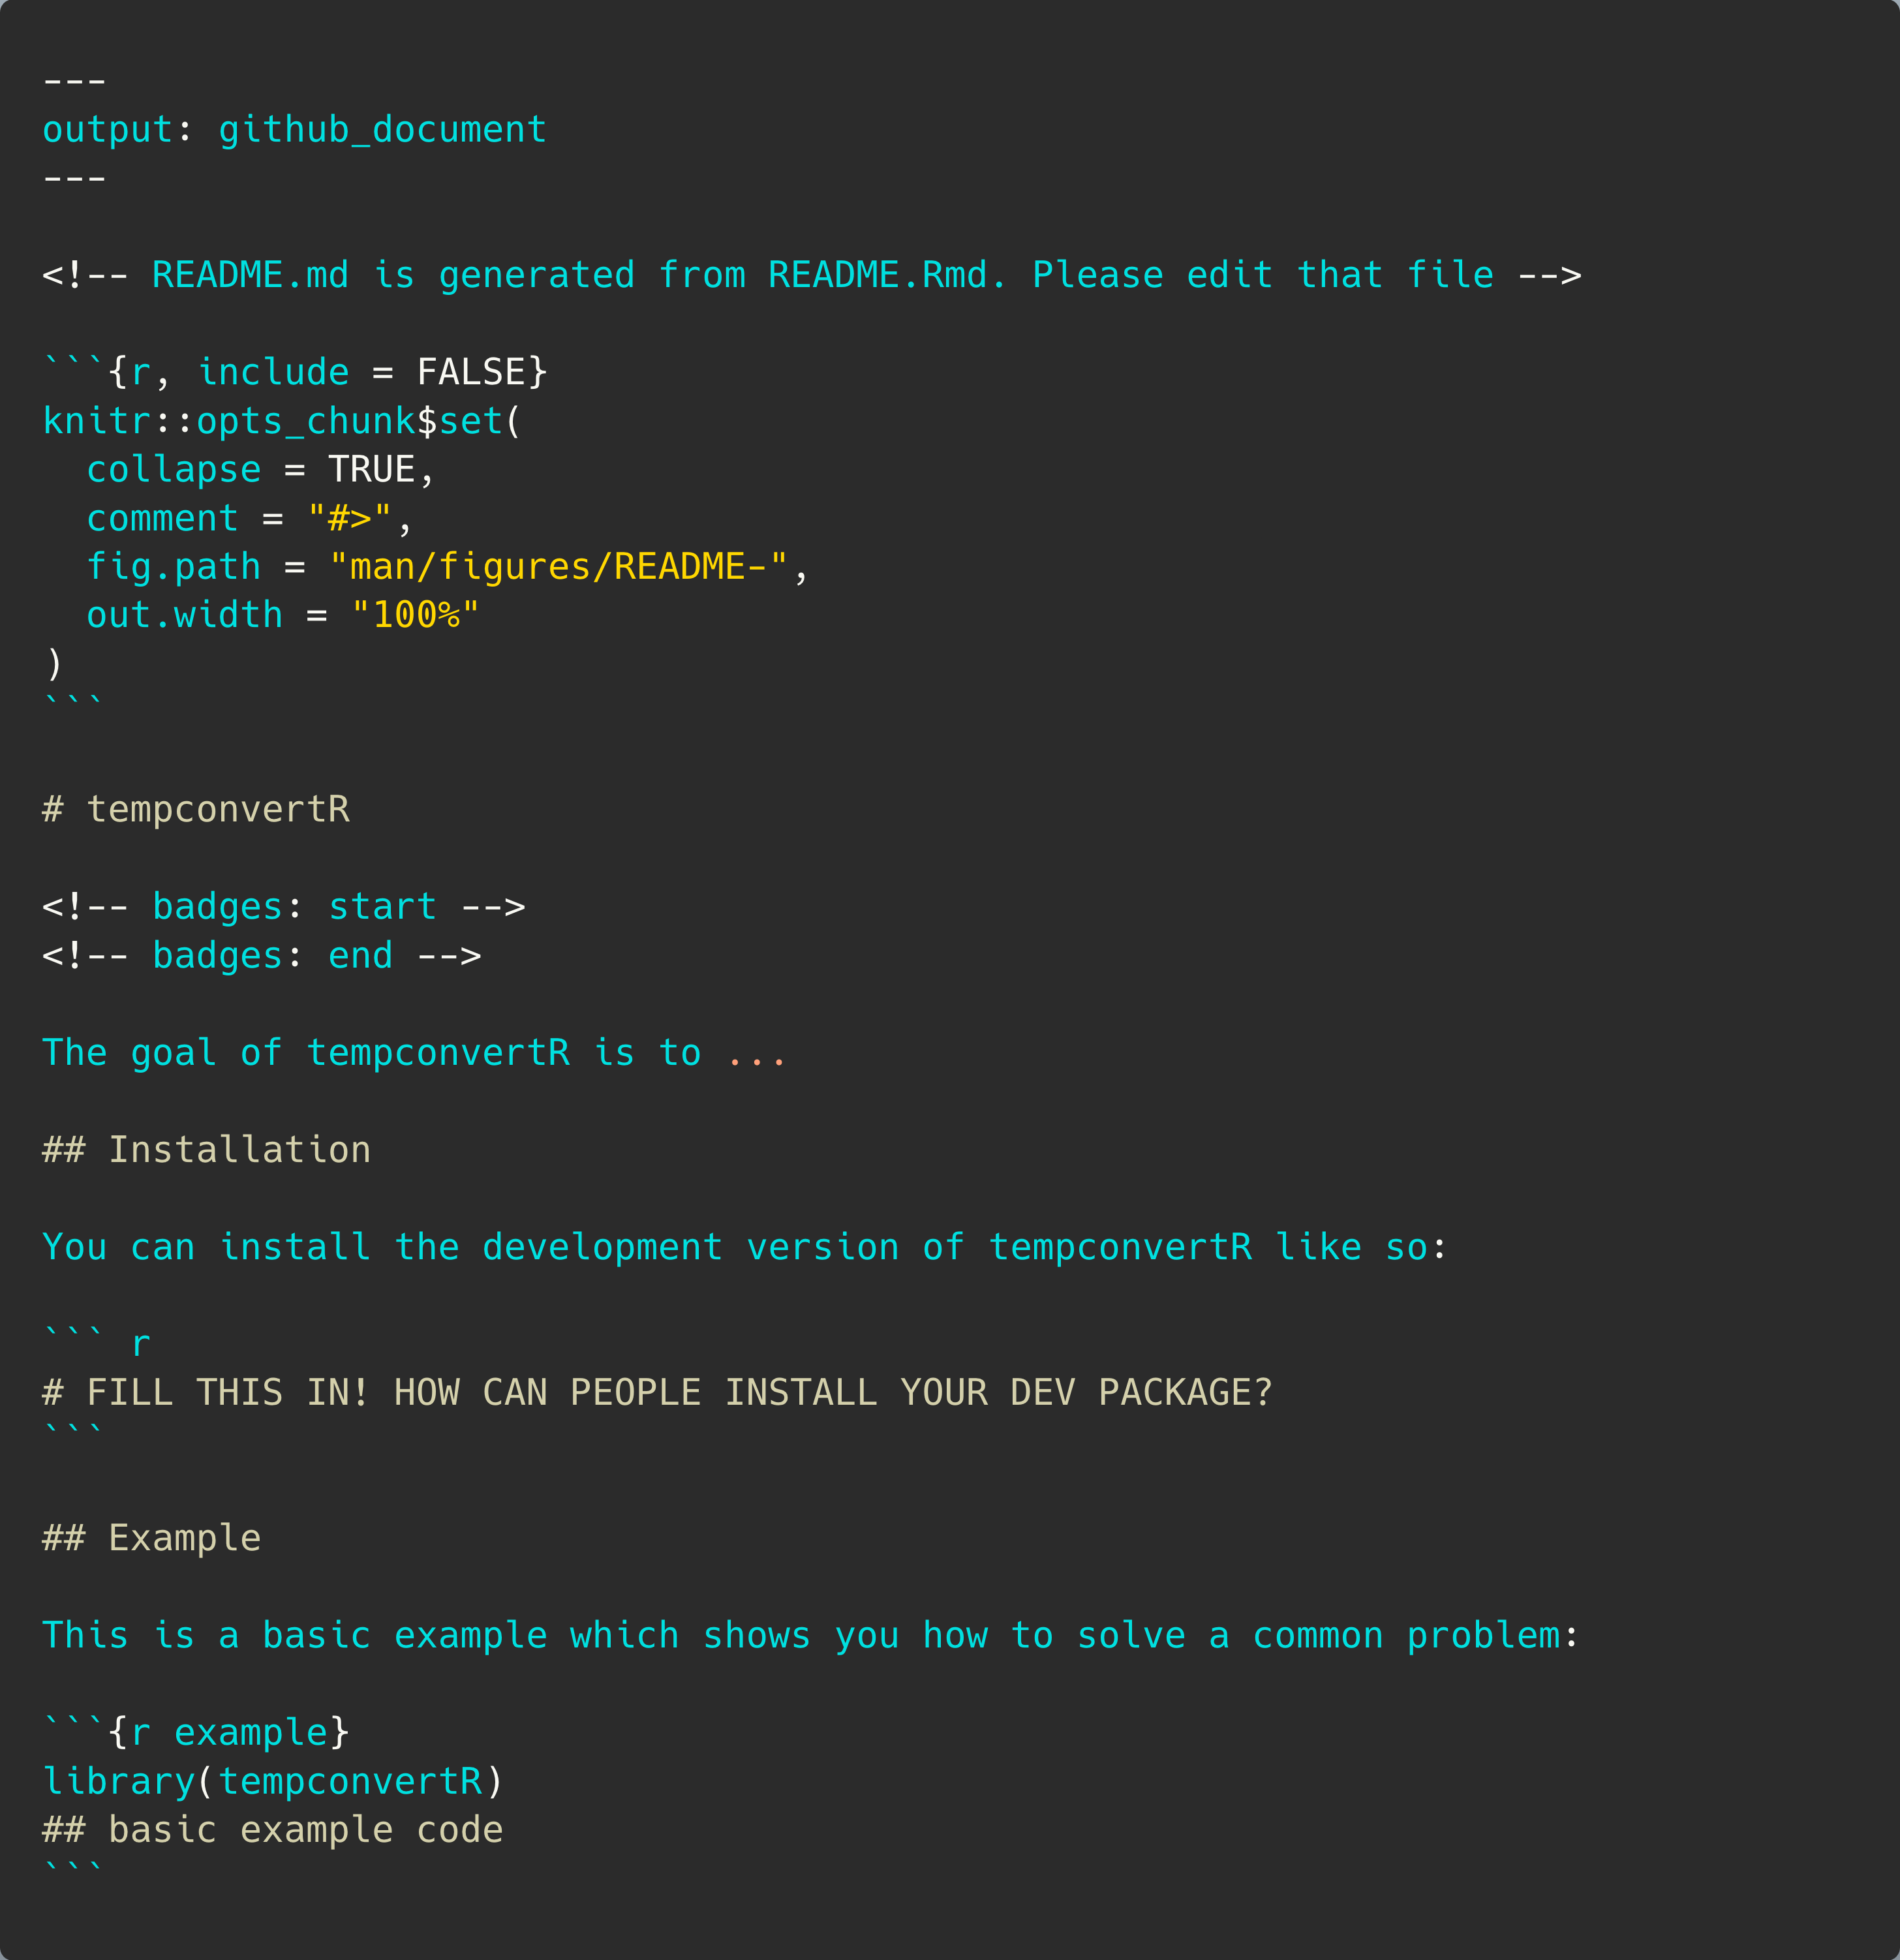 ---
output: github_document
---

<!-- README.md is generated from README.Rmd. Please edit that file -->

```{r, include = FALSE}
knitr::opts_chunk$set(
  collapse = TRUE,
  comment = "#>",
  fig.path = "man/figures/README-",
  out.width = "100%"
)
```

# tempconvertR

<!-- badges: start -->
<!-- badges: end -->

The goal of tempconvertR is to ...

## Installation

You can install the development version of tempconvertR like so:

``` r
# FILL THIS IN! HOW CAN PEOPLE INSTALL YOUR DEV PACKAGE?
```

## Example

This is a basic example which shows you how to solve a common problem:

```{r example}
library(tempconvertR)
## basic example code
```